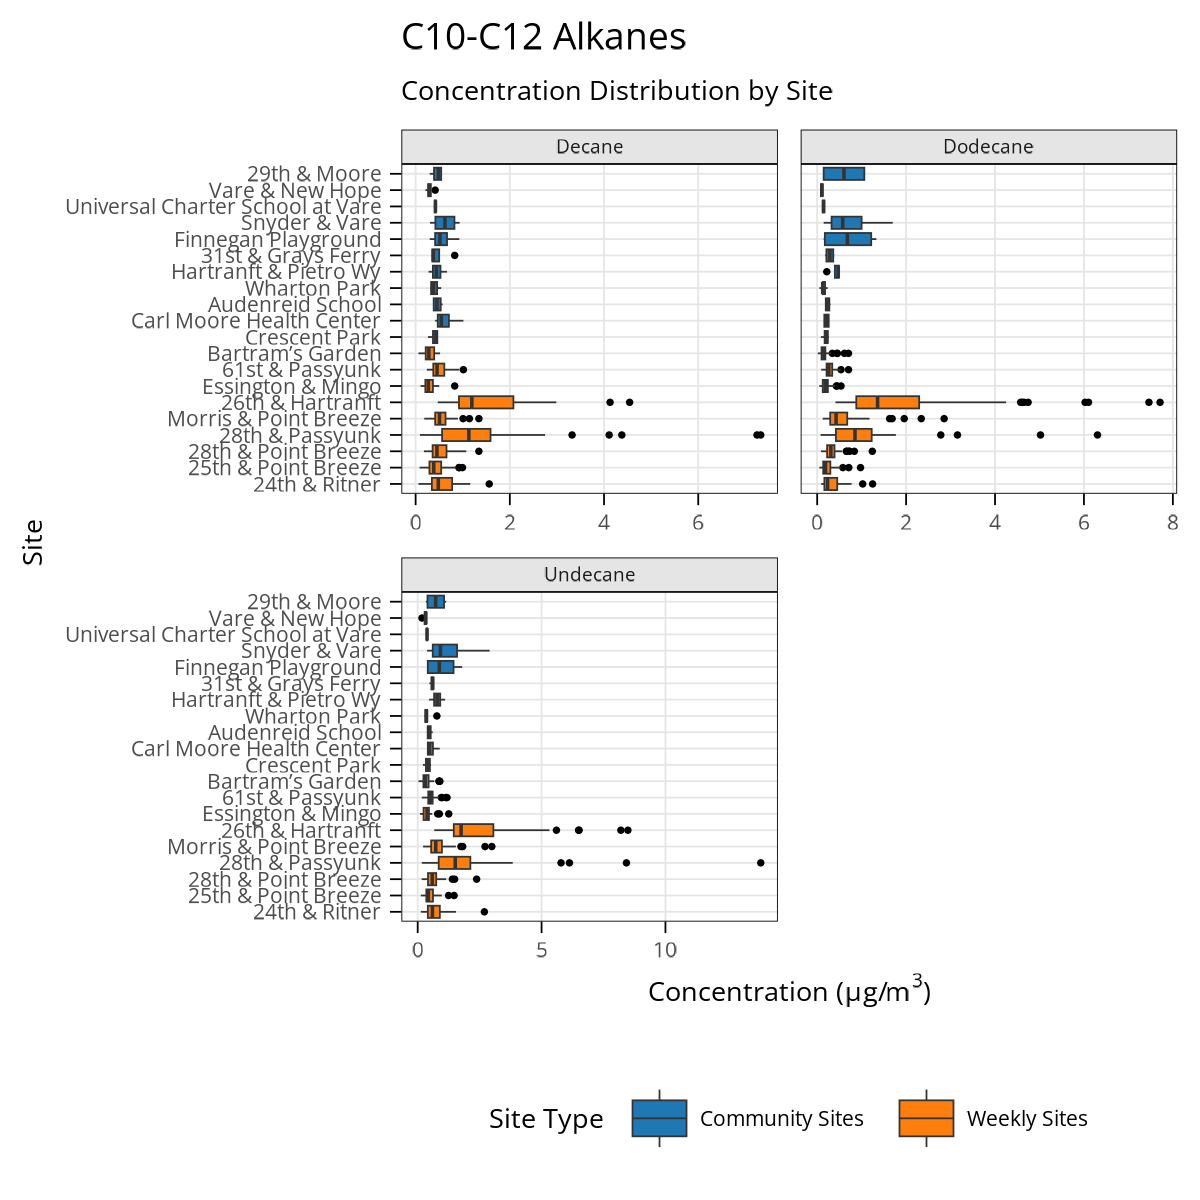 C10-C12 Alkanes
Concentration Distribution by Site
Decane
Dodecane
29th & Moore
Vare & New Hope
Universal Charter School at Vare
Snyder & Vare
Finnegan Playground
31st & Grays Ferry
Hartranft & Pietro Wy
Wharton Park
Audenreid School
Carl Moore Health Center
Crescent Park
Bartram’s Garden
61st & Passyunk
Essington & Mingo
26th & Hartranft
Morris & Point Breeze
28th & Passyunk
28th & Point Breeze
25th & Point Breeze
24th & Ritner
0 2 4 6
0 2 4 6 8
Site
Undecane
29th & Moore
Vare & New Hope
Universal Charter School at Vare
Snyder & Vare
Finnegan Playground
31st & Grays Ferry
Hartranft & Pietro Wy
Wharton Park
Audenreid School
Carl Moore Health Center
Crescent Park
Bartram’s Garden
61st & Passyunk
Essington & Mingo
26th & Hartranft
Morris & Point Breeze
28th & Passyunk
28th & Point Breeze
25th & Point Breeze
24th & Ritner
0 5 10
Concentration (µg/m³)
Site Type
Community Sites
Weekly Sites